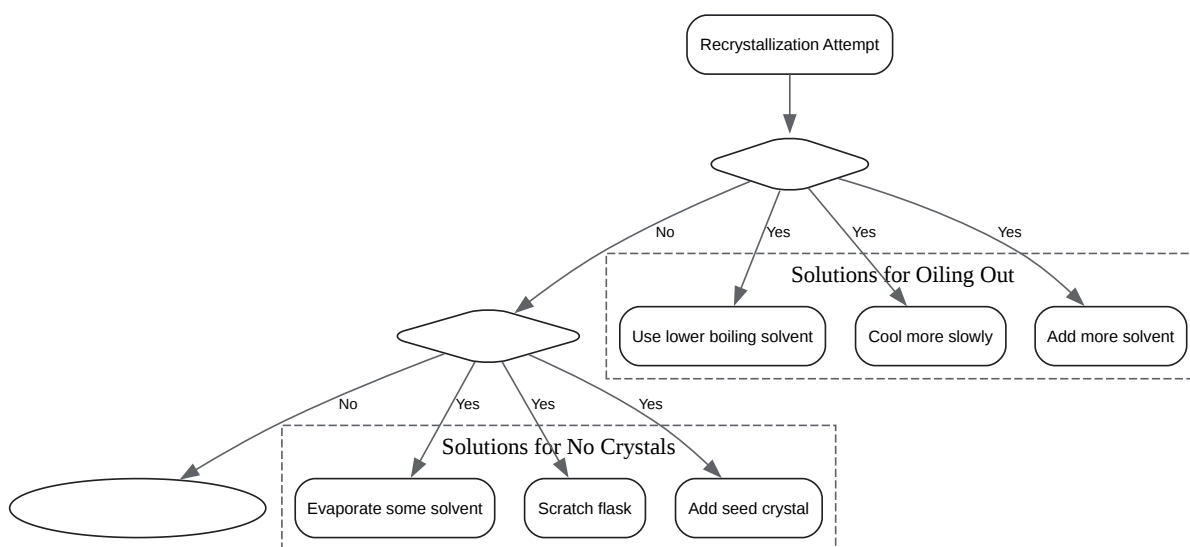 Recrystallization Attempt
No
Yes
Yes
Yes
Solutions for Oiling Out
Use lower boiling solvent
Cool more slowly
Add more solvent
No
Yes
Yes
Yes
Solutions for No Crystals
Evaporate some solvent
Scratch flask
Add seed crystal